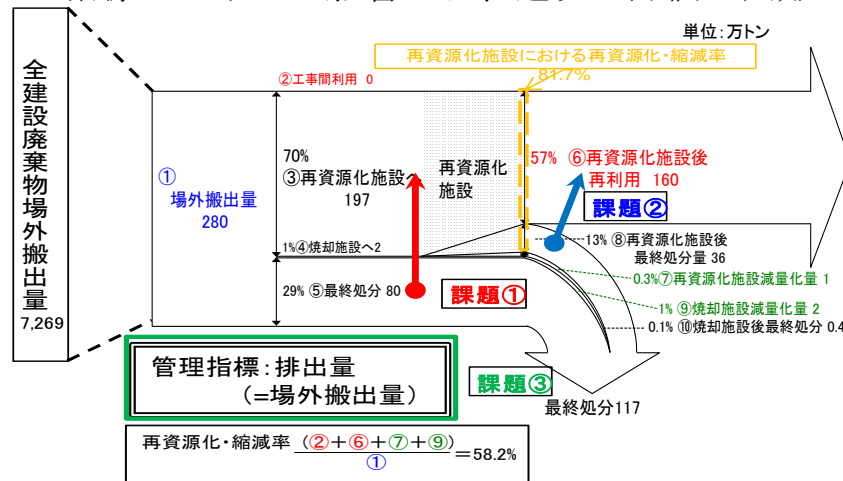 単位：万トン
再資源化施設における再資源化・縮減率
81.7%
全建設廃棄物場外搬出量
7,269
②工事間利用 0
①
場外搬出量
280
70%
③再資源化施設へ
197
再資源化
施設
57% ⑥再資源化施設後
再利用 160
課題②
1%④焼却施設へ2
13% ⑧再資源化施設後
最終処分量 36
0.3%⑦再資源化施設減量化量 1
29% ⑤最終処分 80
課題①
1% ⑨焼却施設減量化量 2
0.1% ⑩焼却施設後最終処分 0.4
管理指標：排出量
（=場外搬出量）
課題③
最終処分117
再資源化・縮減率 (②+⑥+⑦+⑨)
①
=58.2%